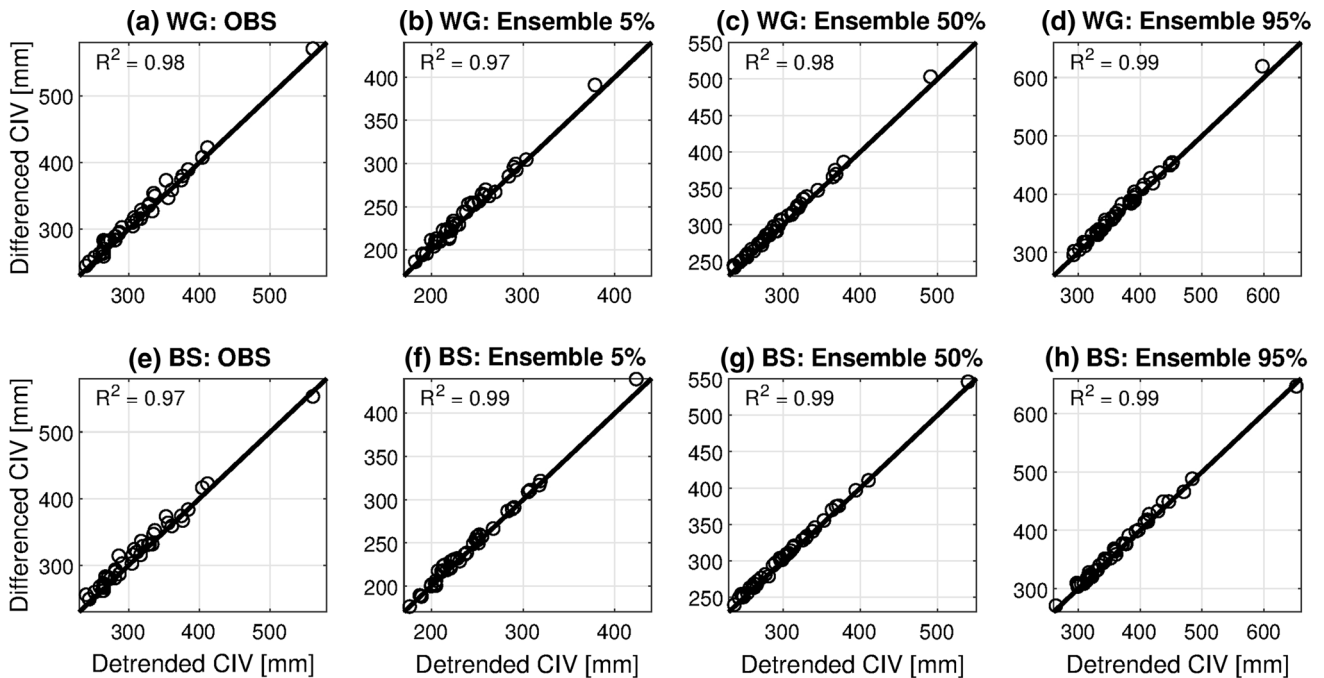 (a) WG: OBS
(b) WG: Ensemble 5%
(c) WG: Ensemble 50%
(d) WG: Ensemble 95%
Differenced CIV [mm]
R² = 0.98
500
400
300
300 400 500
R² = 0.97
400
350
300
250
200
200 300 400
R² = 0.98
550
500
450
400
350
300
250
300 400 500
R² = 0.99
600
500
400
300
300 400 500 600
(e) BS: OBS
(f) BS: Ensemble 5%
(g) BS: Ensemble 50%
(h) BS: Ensemble 95%
Differenced CIV [mm]
R² = 0.97
500
400
300
300 400 500
Detrended CIV [mm]
R² = 0.99
400
350
300
250
200
200 300 400
Detrended CIV [mm]
R² = 0.99
550
500
450
400
350
300
250
300 400 500
Detrended CIV [mm]
R² = 0.99
600
500
400
300
300 400 500 600
Detrended CIV [mm]